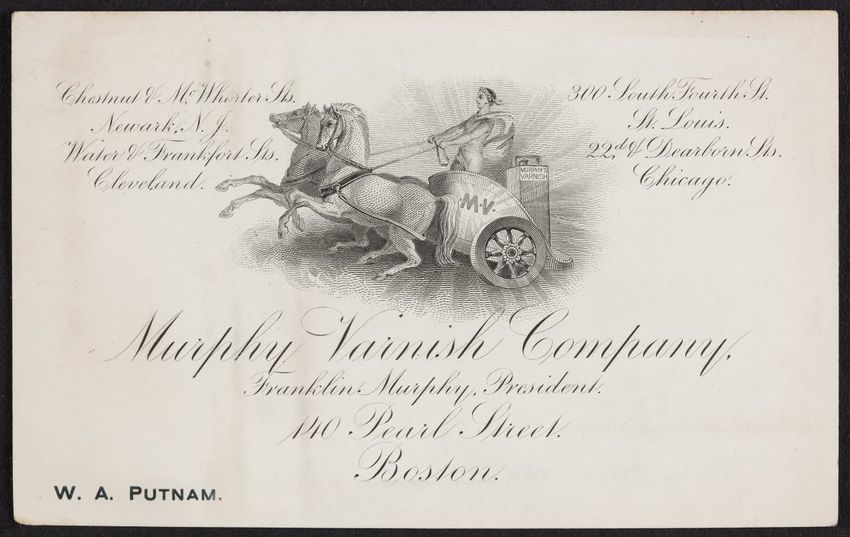 Chestnut & McWhorter Sts.
Newark, N. J.
Water & Frankfort Sts.
Cleveland.
300 South Fourth St.
St. Louis.
22d & Dearborn Sts.
Chicago.
MURPHY'S
VARNISH
M.V.
Murphy Varnish Company,
Franklin Murphy, President.
140 Pearl Street.
Boston.
W. A. PUTNAM.